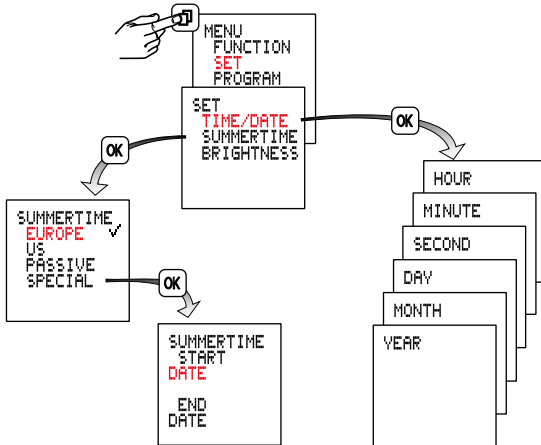 MENU
FUNCTION
SET
PROGRAM
SET
TIME/DATE
SUMMERTIME
BRIGHTNESS
OK
OK
SUMMERTIME
EUROPE ✓
US
PASSIVE
SPECIAL
OK
SUMMERTIME
START
DATE
END
DATE
HOUR
MINUTE
SECOND
DAY
MONTH
YEAR